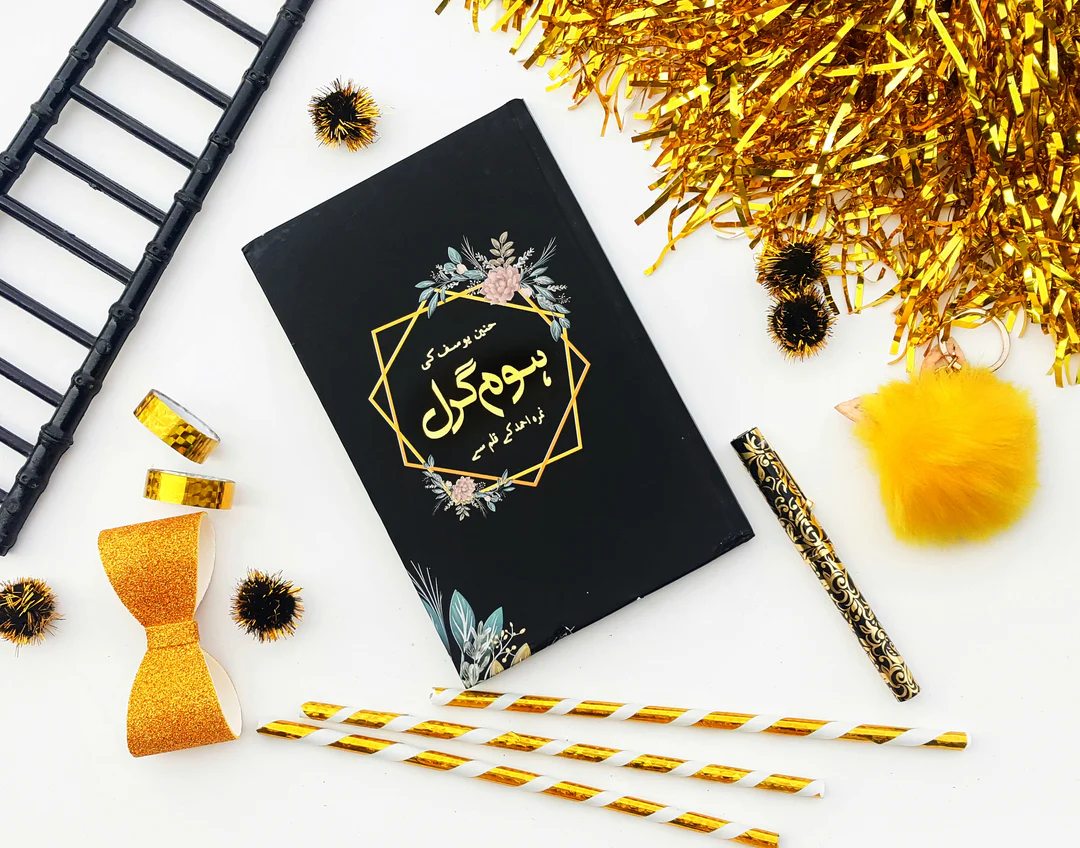 حنین یوسف کی
ہوم گرل
نمرہ احمد کے قلم سے